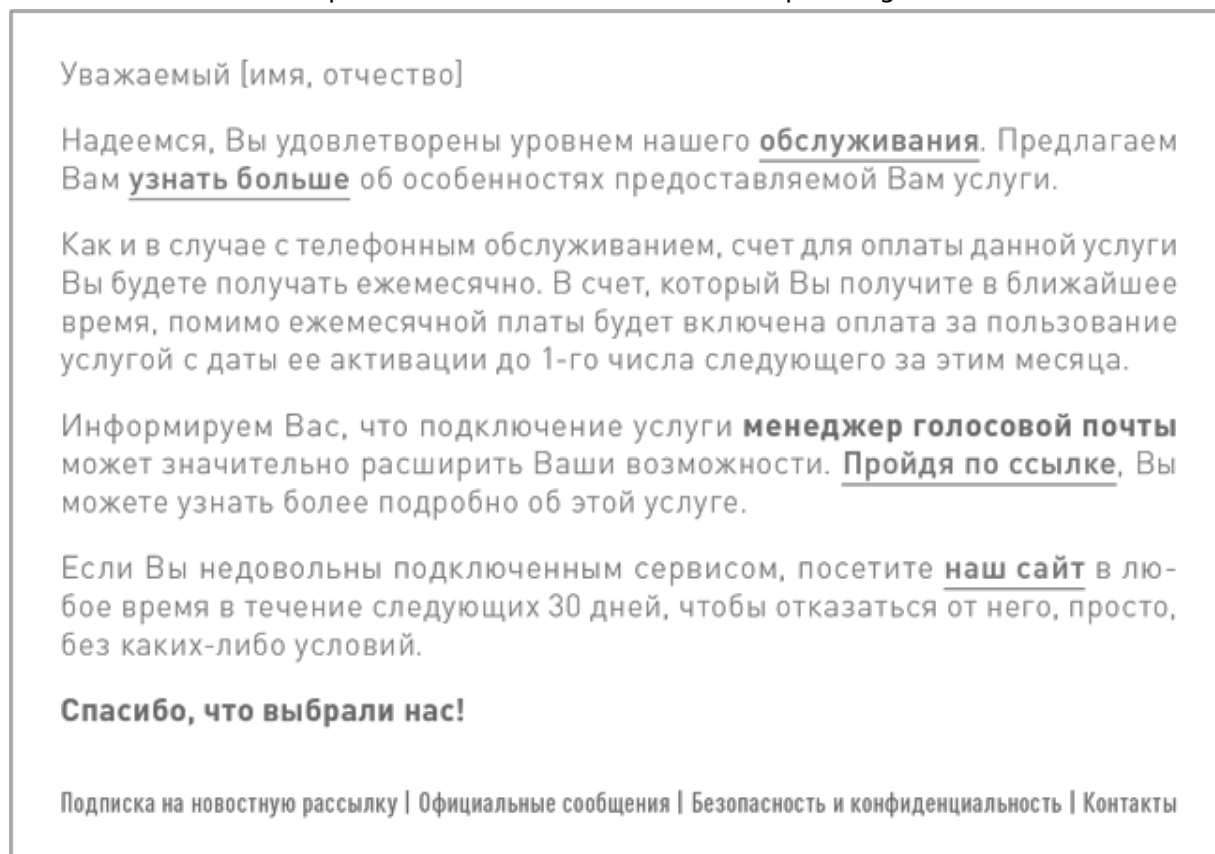 Уважаемый [имя, отчество]
Надеемся, Вы удовлетворены уровнем нашего обслуживания. Предлагаем
Вам узнать больше об особенностях предоставляемой Вам услуги.
Как и в случае с телефонным обслуживанием, счет для оплаты данной услуги
Вы будете получать ежемесячно. В счет, который Вы получите в ближайшее
время, помимо ежемесячной платы будет включена оплата за пользование
услугой с даты ее активации до 1-го числа следующего за этим месяца.
Информируем Вас, что подключение услуги менеджер голосовой почты
может значительно расширить Ваши возможности. Пройдя по ссылке, Вы
можете узнать более подробно об этой услуге.
Если Вы недовольны подключенным сервисом, посетите наш сайт в лю-
бое время в течение следующих 30 дней, чтобы отказаться от него, просто,
без каких-либо условий.
Спасибо, что выбрали нас!
Подписка на новостную рассылку | Официальные сообщения | Безопасность и конфиденциальность | Контакты